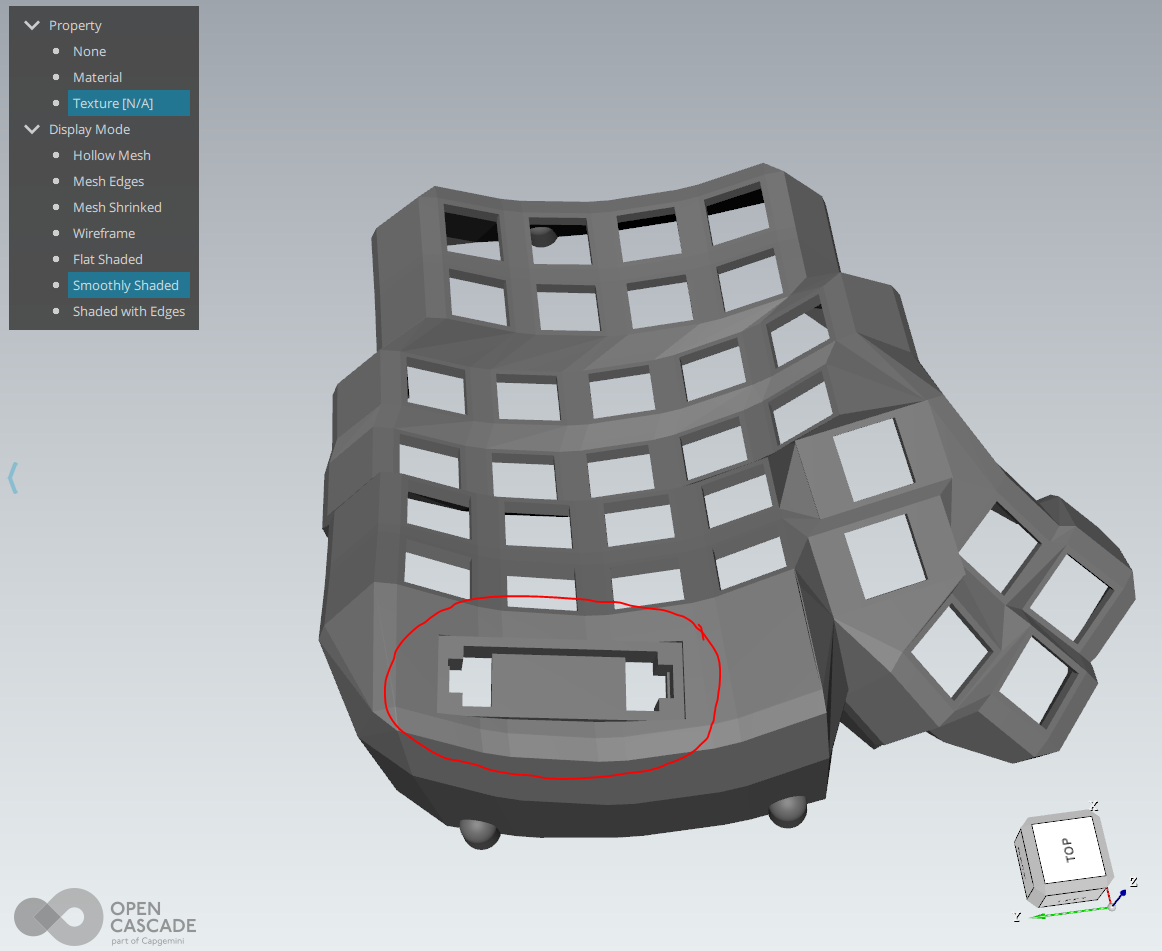 Property
None
Material
Texture [N/A]
Display Mode
Hollow Mesh
Mesh Edges
Mesh Shrinked
Wireframe
Flat Shaded
Smoothly Shaded
Shaded with Edges
X
TOP
Z
Y
OPEN
CASCADE
part of Capgemini